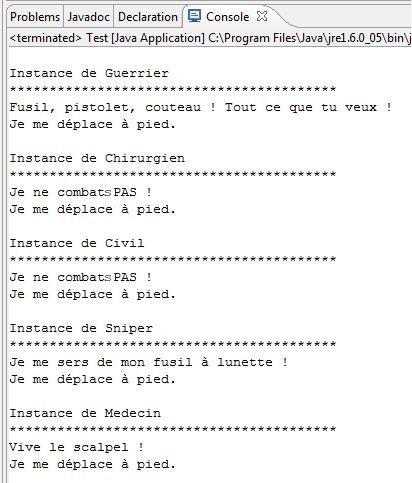 Problems Javadoc Declaration Console
<terminated> Test [Java Application] C:\Program Files\Java\jre1.6.0_05\bin\j
Instance de Guerrier
*****************************************
Fusil, pistolet, couteau ! Tout ce que tu veux !
Je me déplace à pied.
Instance de Chirurgien
*****************************************
Je ne combats PAS !
Je me déplace à pied.
Instance de Civil
*****************************************
Je ne combats PAS !
Je me déplace à pied.
Instance de Sniper
*****************************************
Je me sers de mon fusil à lunette !
Je me déplace à pied.
Instance de Medecin
*****************************************
Vive le scalpel !
Je me déplace à pied.